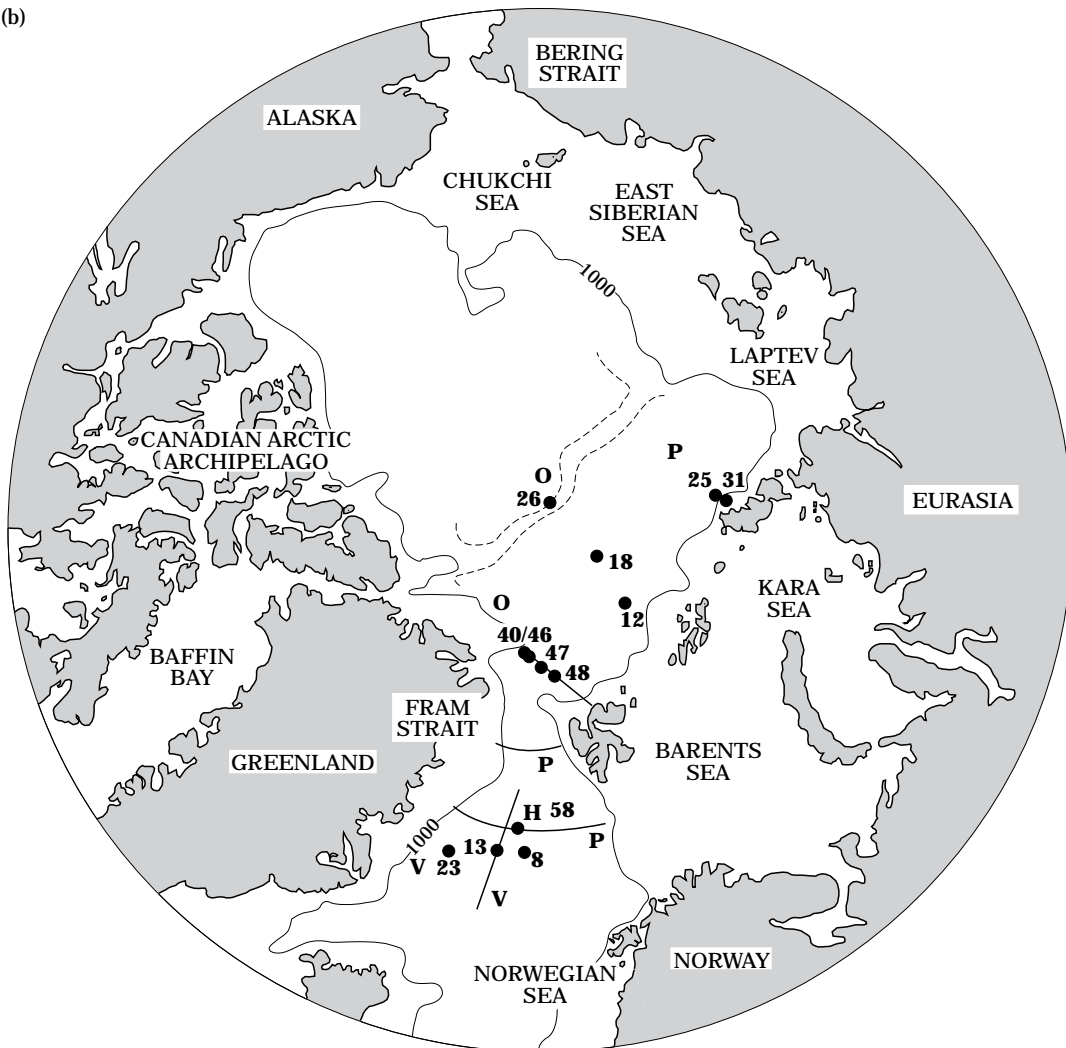 (b)
BERING
STRAIT
ALASKA
CHUKCHI
SEA
EAST
SIBERIAN
SEA
1000
LAPTEV
SEA
CANADIAN ARCTIC
ARCHIPELAGO
P
O
25 31
26
EURASIA
18
KARA
SEA
O
12
40/46
47
48
BAFFIN
BAY
FRAM
STRAIT
GREENLAND
BARENTS
SEA
P
H 58
1000
P
V 23
13
8
V
NORWEGIAN
SEA
NORWAY